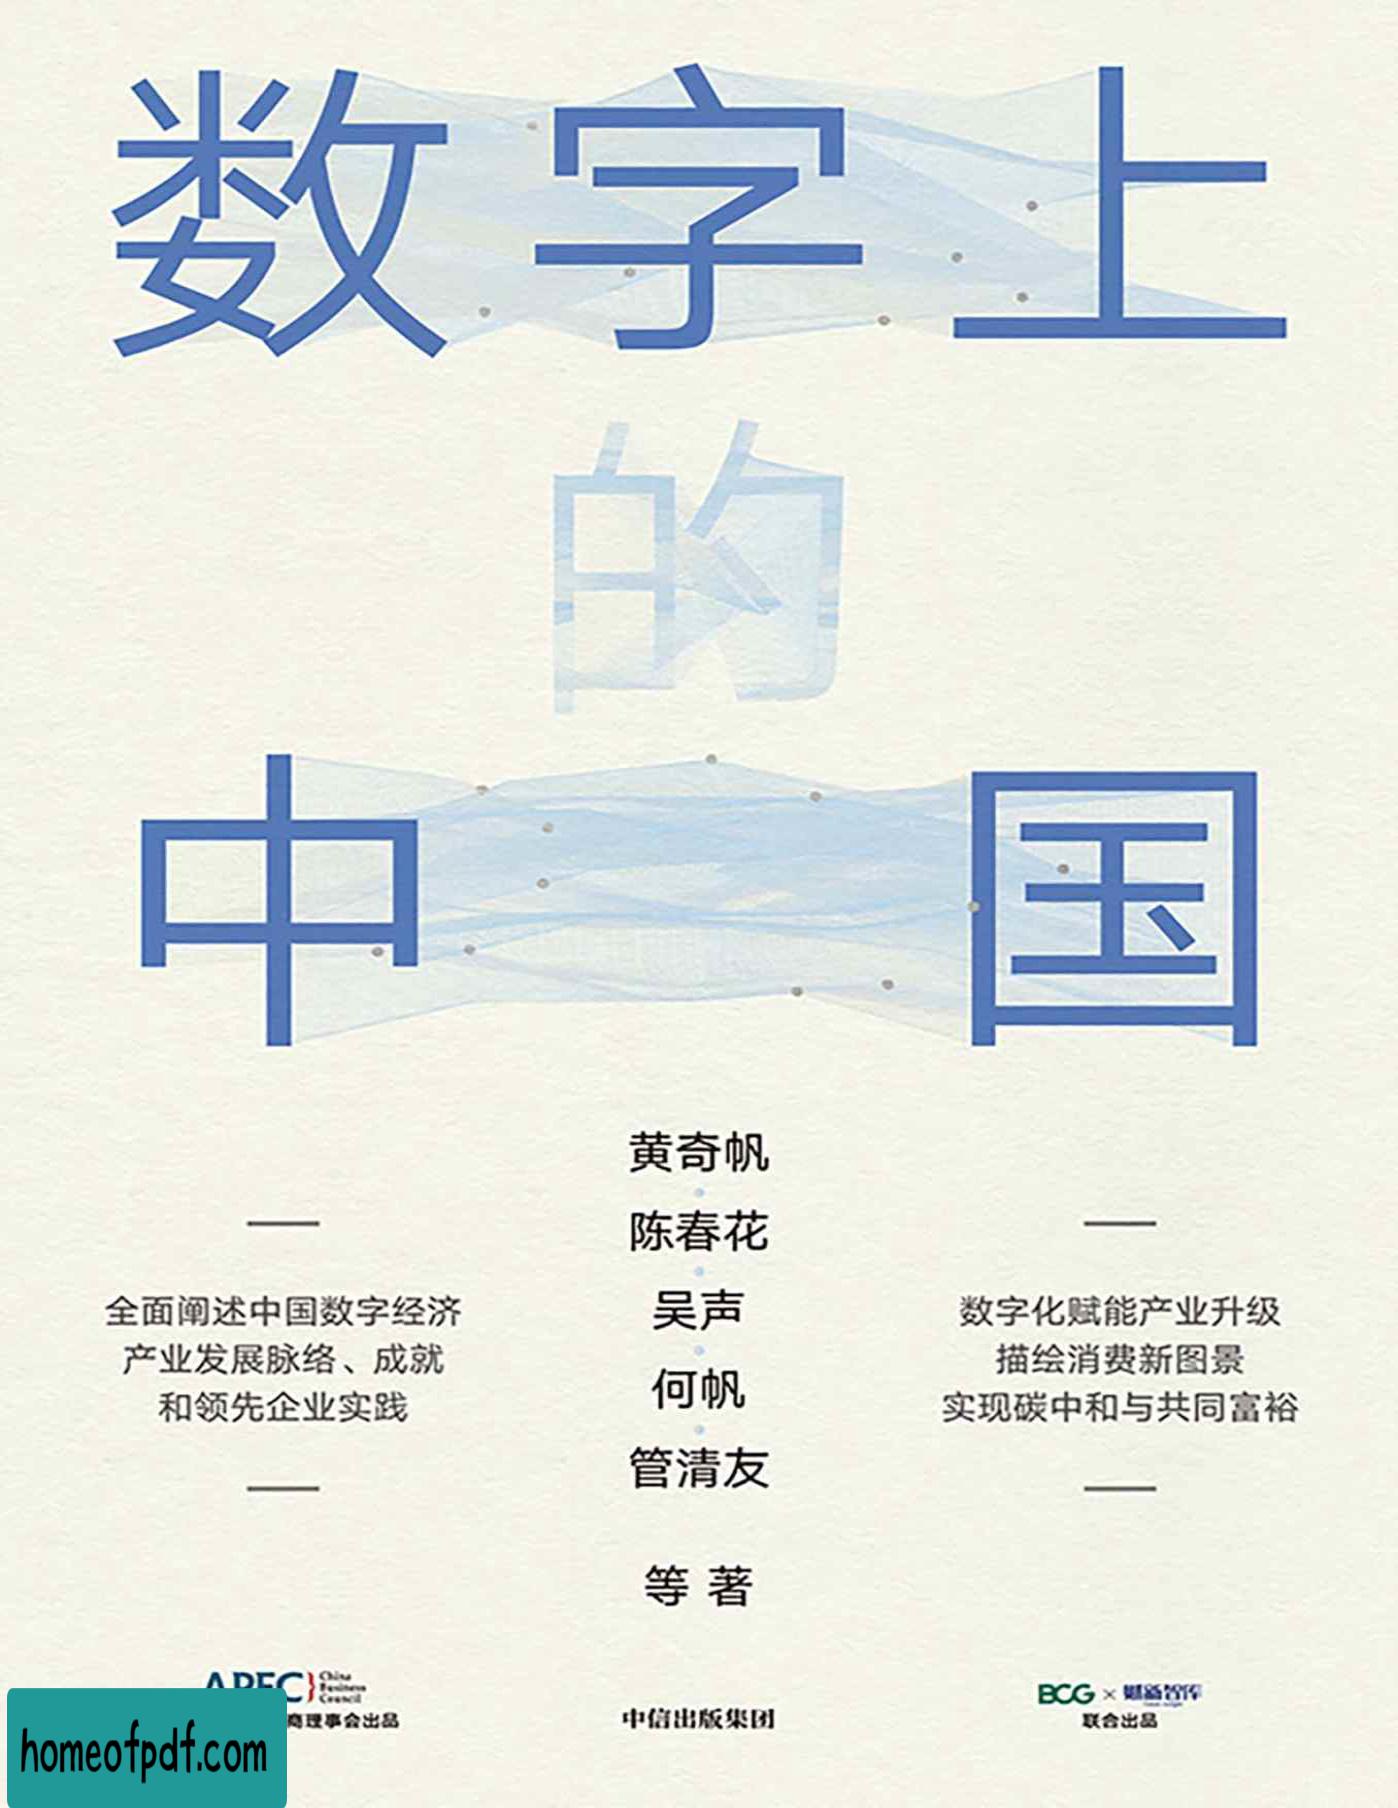 数字上
的
中国
黄奇帆
陈春花
吴声
何帆
管清友
等 著
全面阐述中国数字经济
产业发展脉络、成就
和领先企业实践
数字化赋能产业升级
描绘消费新图景
实现碳中和与共同富裕
APEC China
Business
Council
商理事会出品
中信出版集团
BCG × 财新智库
联合出品
homeofpdf.com